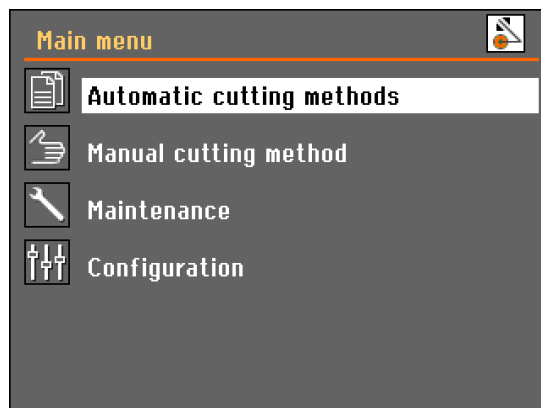 Main menu
Automatic cutting methods
Manual cutting method
Maintenance
Configuration